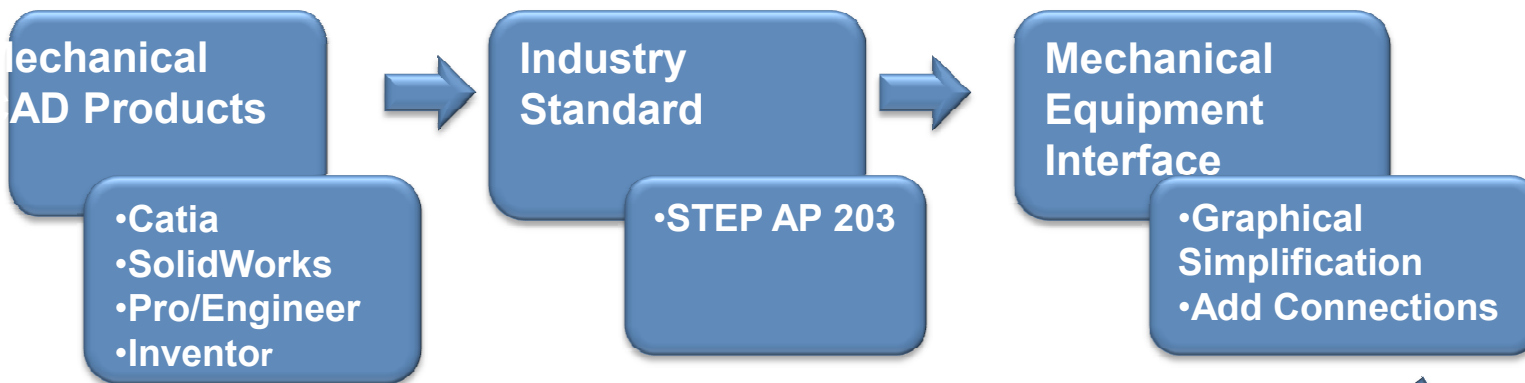 lechanical
AD Products
•Catia
•SolidWorks
•Pro/Engineer
•Inventor
Industry
Standard
•STEP AP 203
Mechanical
Equipment
Interface
•Graphical
Simplification
•Add Connections